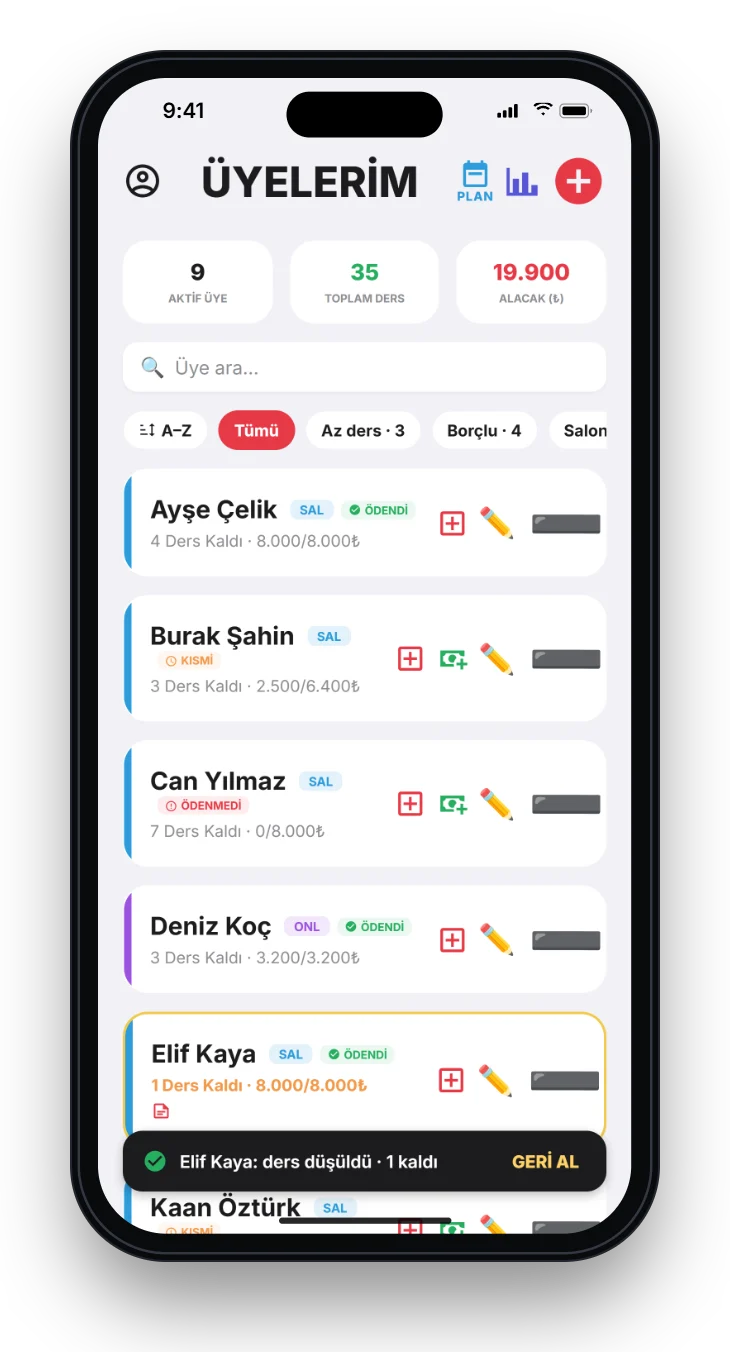 9:41
ÜYELERİM
PLAN
9
AKTİF ÜYE
35
TOPLAM DERS
19.900
ALACAK (₺)
Üye ara...
A–Z
Tümü
Az ders · 3
Borçlu · 4
Salon
Ayşe Çelik SAL ÖDENDİ
4 Ders Kaldı · 8.000/8.000₺
Burak Şahin SAL
KISMİ
3 Ders Kaldı · 2.500/6.400₺
Can Yılmaz SAL
ÖDENMEDİ
7 Ders Kaldı · 0/8.000₺
Deniz Koç ONL ÖDENDİ
3 Ders Kaldı · 3.200/3.200₺
Elif Kaya SAL ÖDENDİ
1 Ders Kaldı · 8.000/8.000₺
Elif Kaya: ders düşüldü · 1 kaldı GERİ AL
Kaan Öztürk SAL
KISMİ